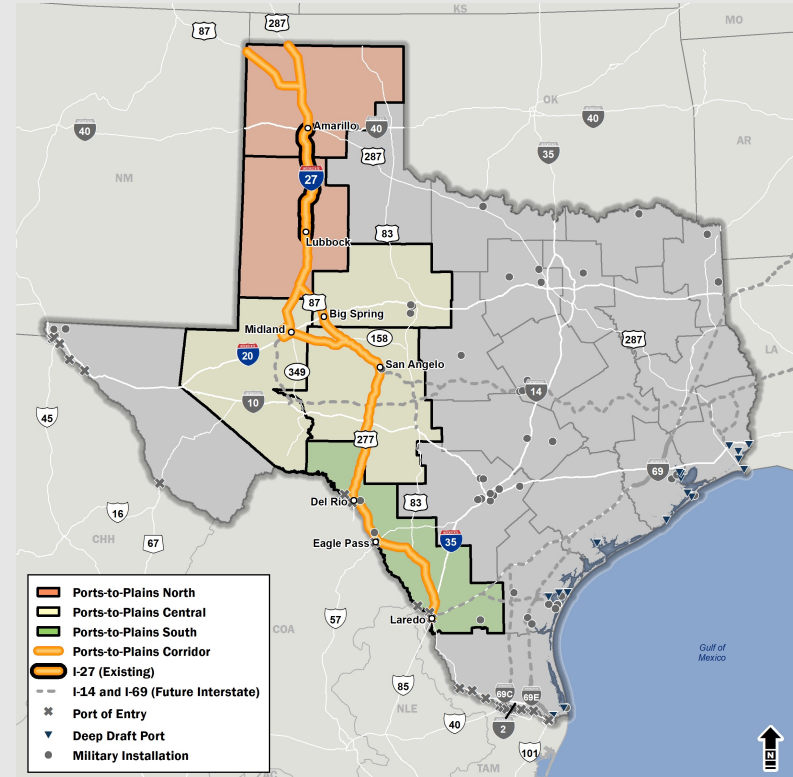 KS
MO
87
287
OK
40
40
40
35
AR
NM
Amarillo
287
27
83
Lubbock
87
Big Spring
Midland
158
20
San Angelo
287
LA
349
10
14
45
277
69
Del Rio
83
16
Eagle Pass
35
CHH
67
57
Laredo
COA
85
NLE
69C
69E
40
2
101
TAM
Gulf of
Mexico
N
Ports-to-Plains North
Ports-to-Plains Central
Ports-to-Plains South
Ports-to-Plains Corridor
I-27 (Existing)
I-14 and I-69 (Future Interstate)
Port of Entry
Deep Draft Port
Military Installation